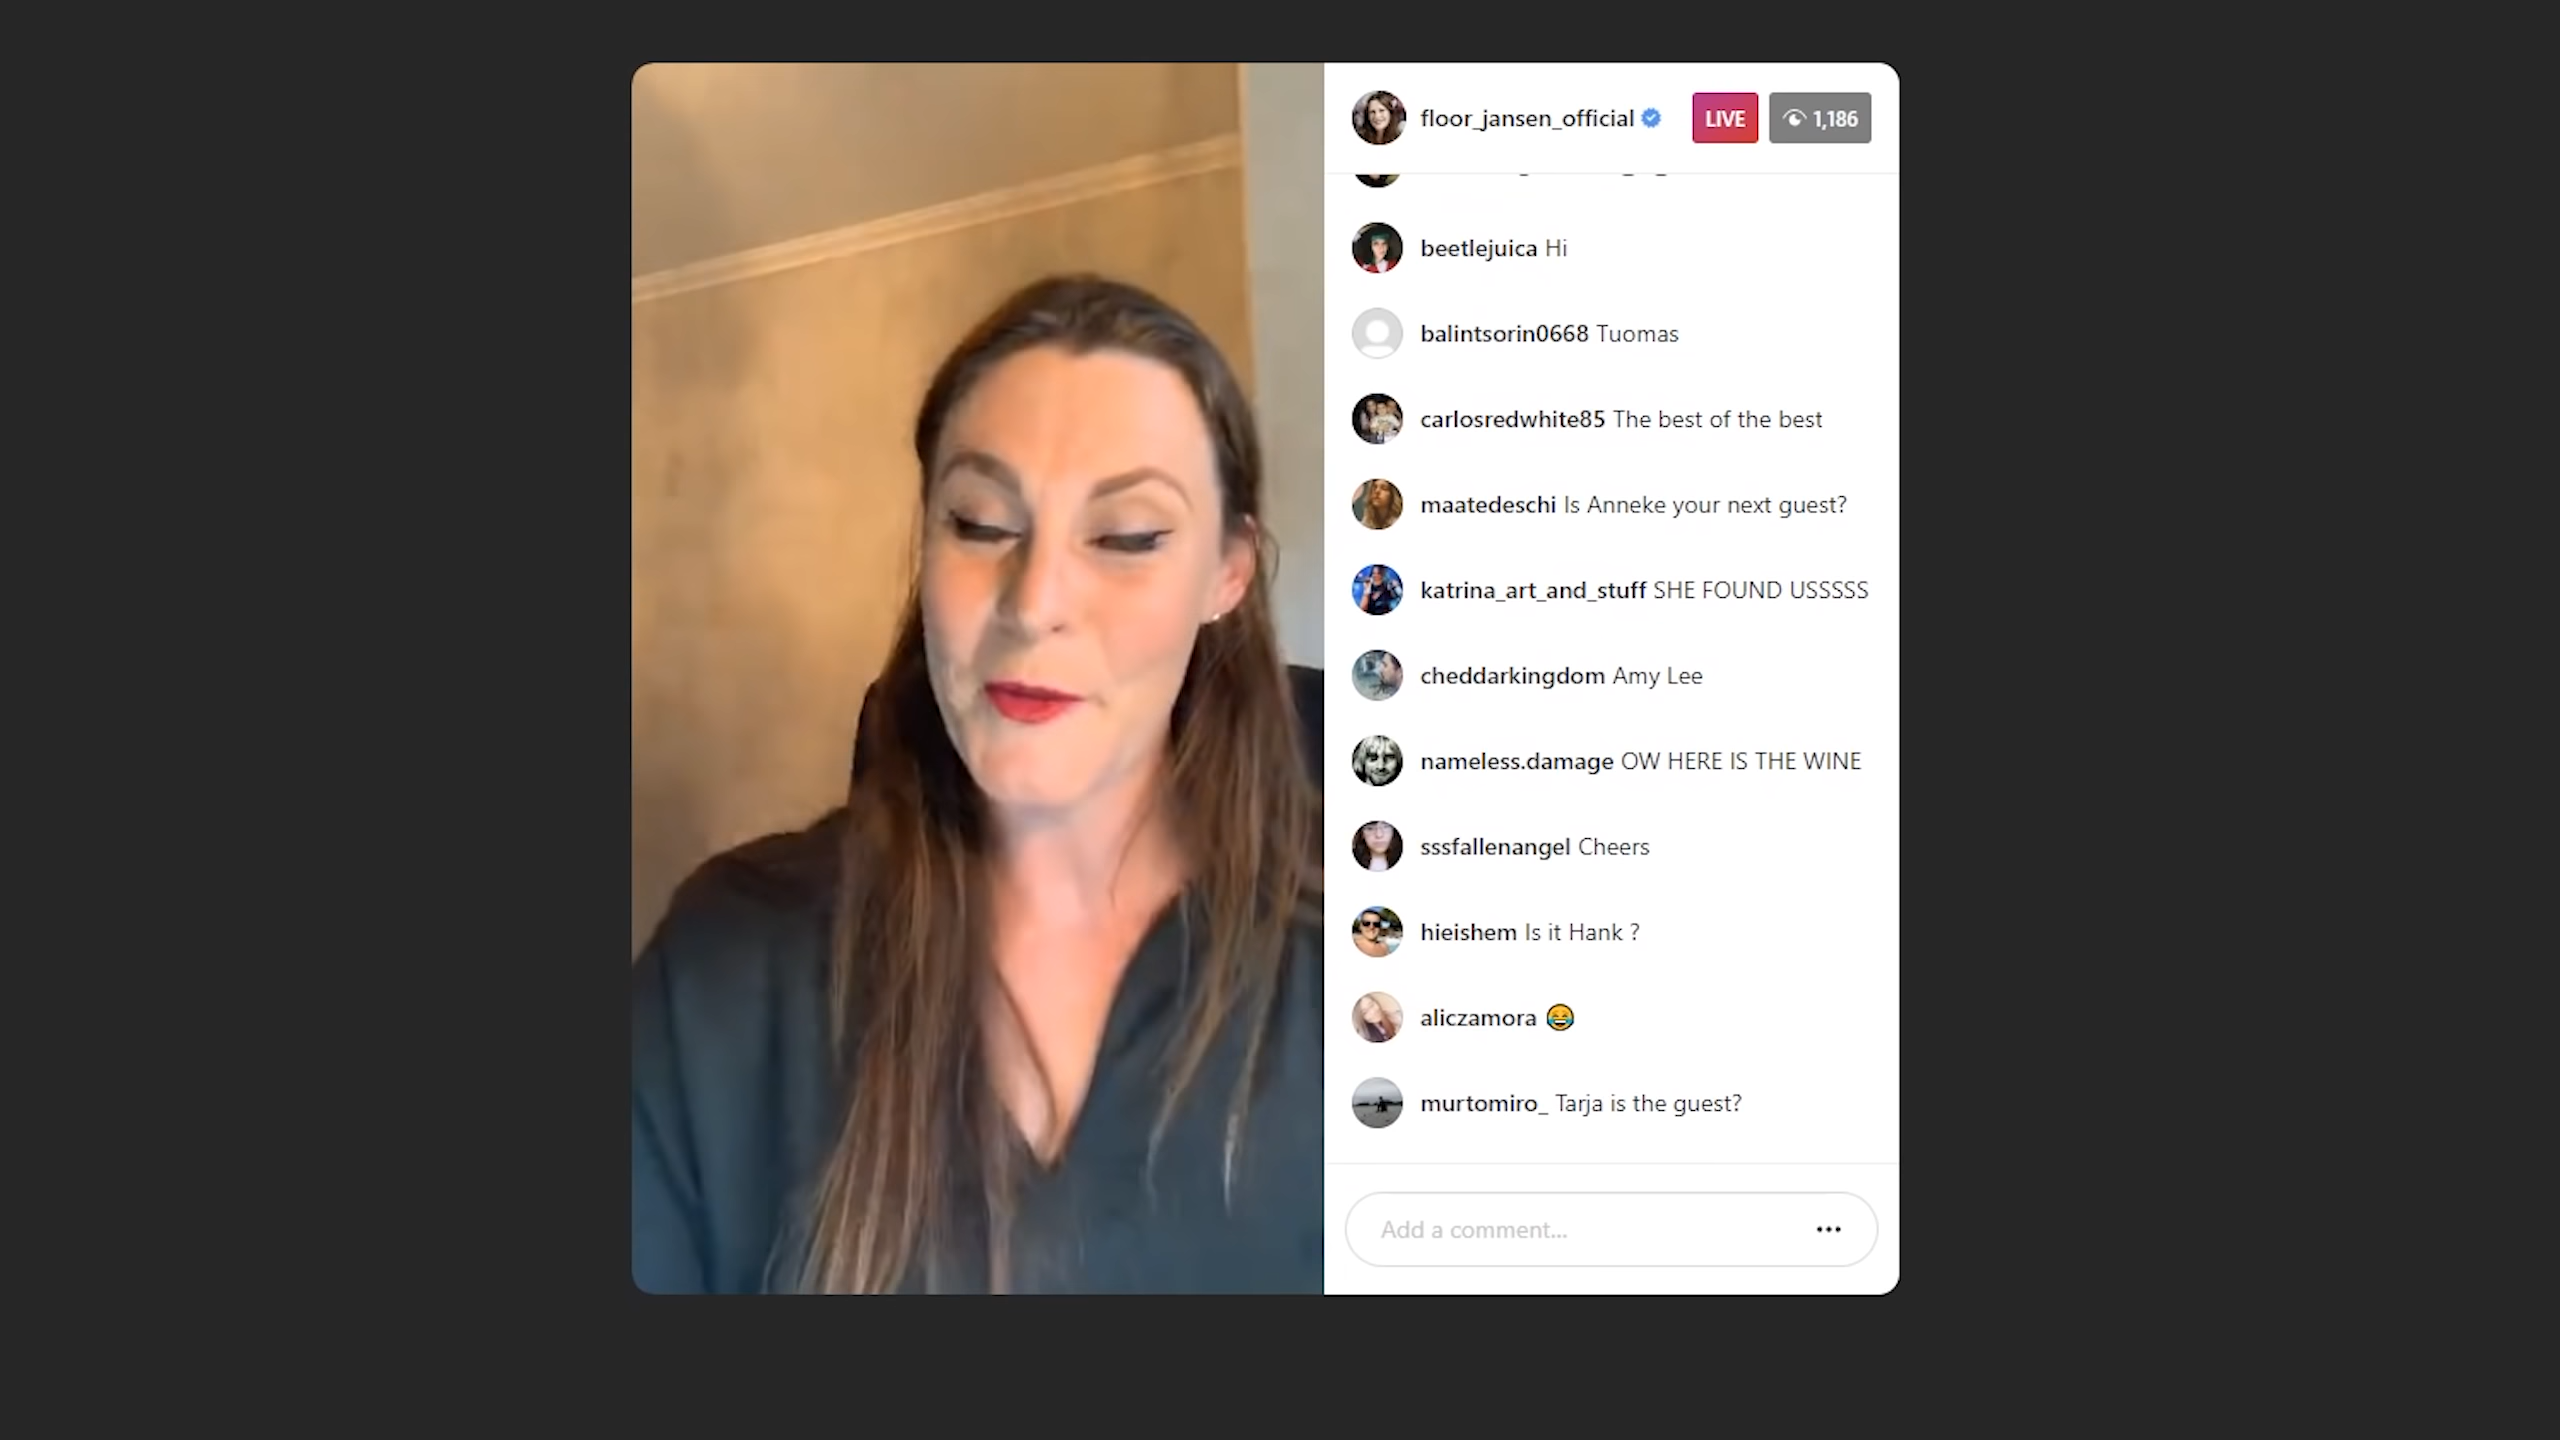 floor_jansen_official LIVE 1,186
beetlejuica Hi
balintsorin0668 Tuomas
carlosredwhite85 The best of the best
maatedeschi Is Anneke your next guest?
katrina_art_and_stuff SHE FOUND USSSSS
cheddarkingdom Amy Lee
nameless.damage OW HERE IS THE WINE
sssfallenangel Cheers
hieishem Is it Hank ?
aliczamora 😂
murtomiro_ Tarja is the guest?
Add a comment...